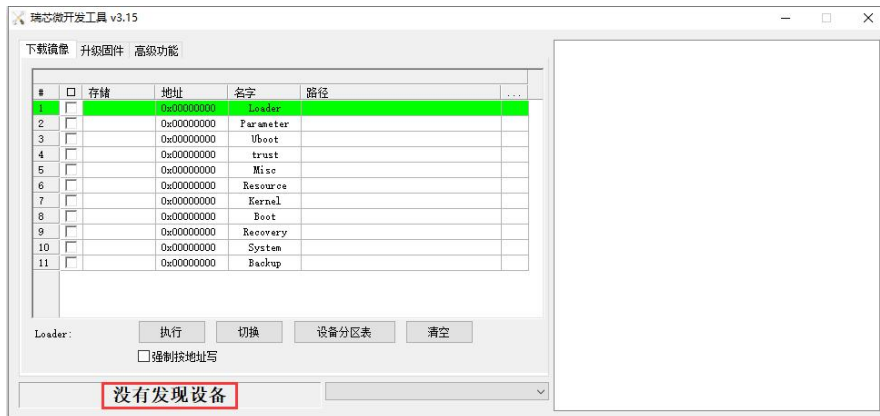 瑞芯微开发工具 v3.15
下载镜像 升级固件 高级功能
# 存储 地址 名字 路径 ...
1 0x00000000 Loader
2 0x00000000 Parameter
3 0x00000000 Uboot
4 0x00000000 trust
5 0x00000000 Misc
6 0x00000000 Resource
7 0x00000000 Kernel
8 0x00000000 Boot
9 0x00000000 Recovery
10 0x00000000 System
11 0x00000000 Backup
Loader: 执行 切换 设备分区表 清空
强制按地址写
没有发现设备